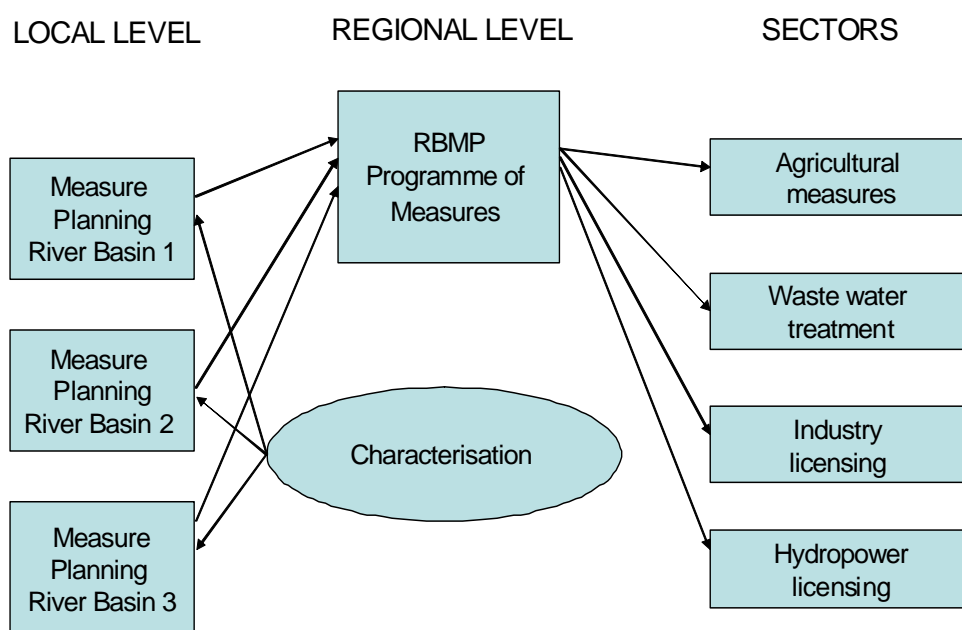 LOCAL LEVEL
REGIONAL LEVEL
SECTORS
Measure
Planning
River Basin 1
Measure
Planning
River Basin 2
Measure
Planning
River Basin 3
RBMP
Programme of
Measures
Characterisation
Agricultural
measures
Waste water
treatment
Industry
licensing
Hydropower
licensing